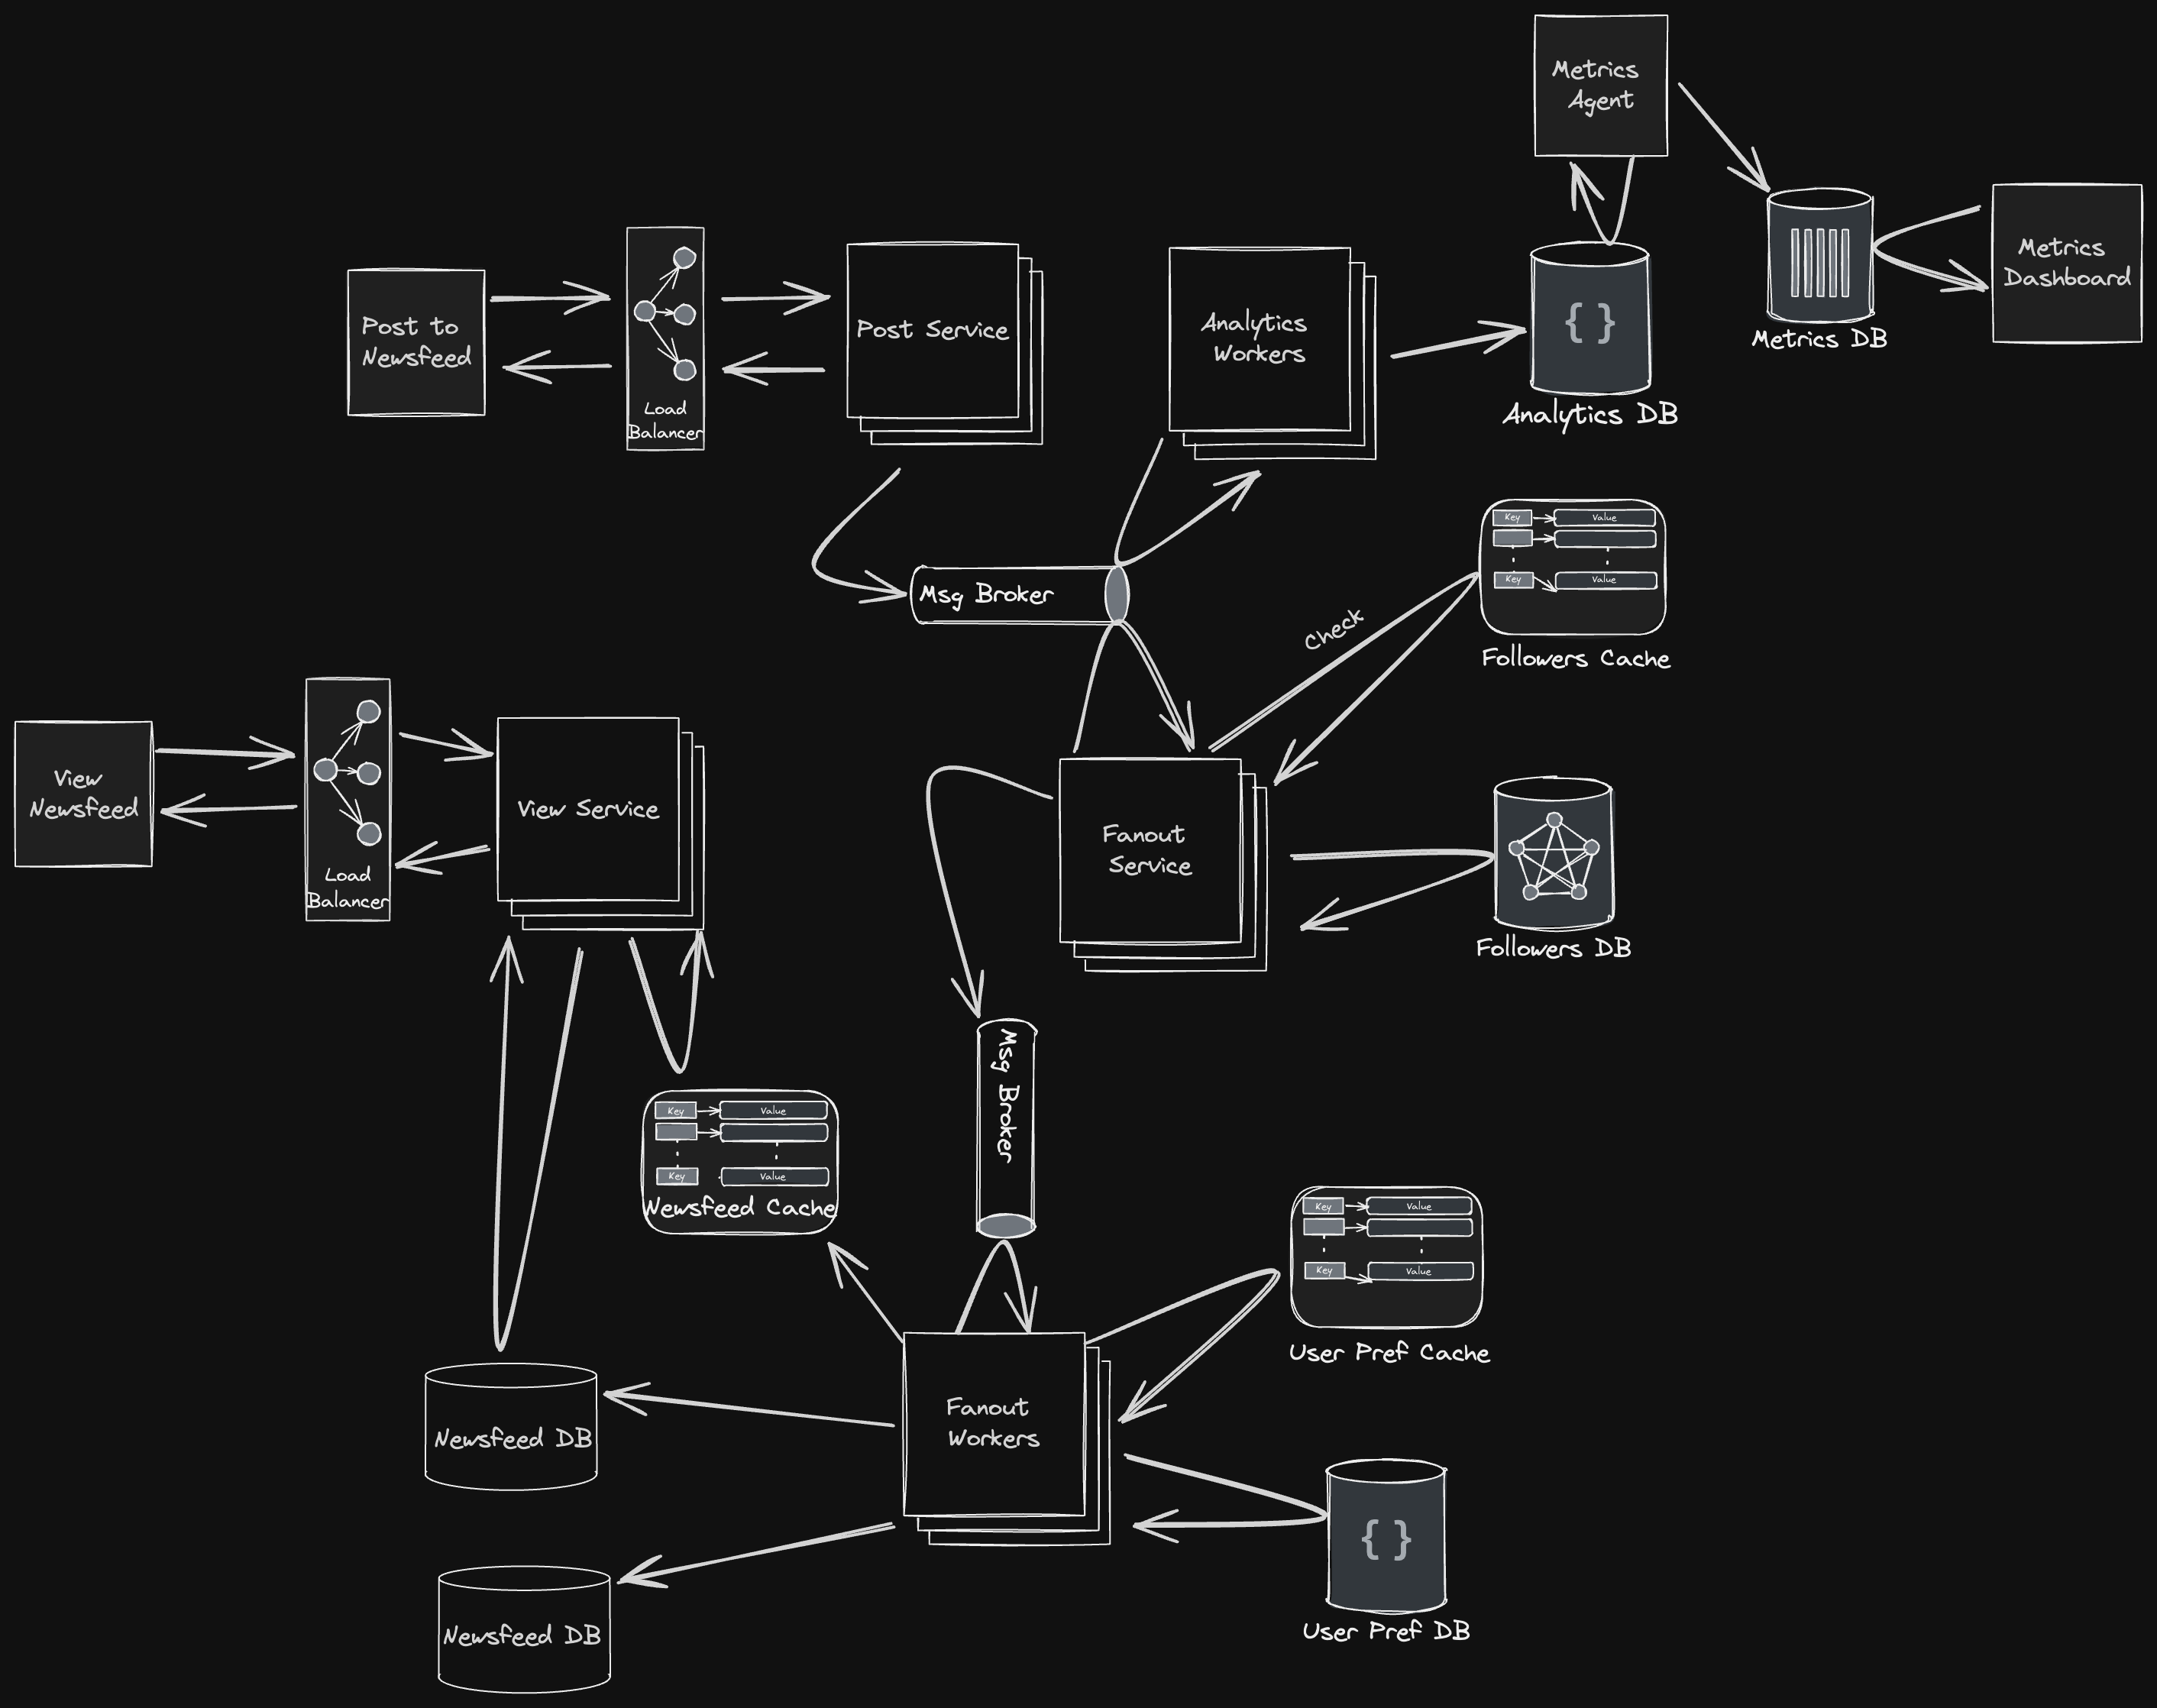 Metrics
Agent
Post to
Newsfeed
Load
Balancer
Post Service
Analytics
Workers
{ }
Analytics DB
Metrics DB
Metrics
Dashboard
Msg Broker
Check
Key
Value
Key
Value
Followers Cache
View
Newsfeed
Load
Balancer
View Service
Fanout
Service
Followers DB
Msg Broker
Key
Value
Key
Value
Newsfeed Cache
Key
Value
Key
Value
User Pref Cache
Newsfeed DB
Fanout
Workers
{ }
User Pref DB
Newsfeed DB